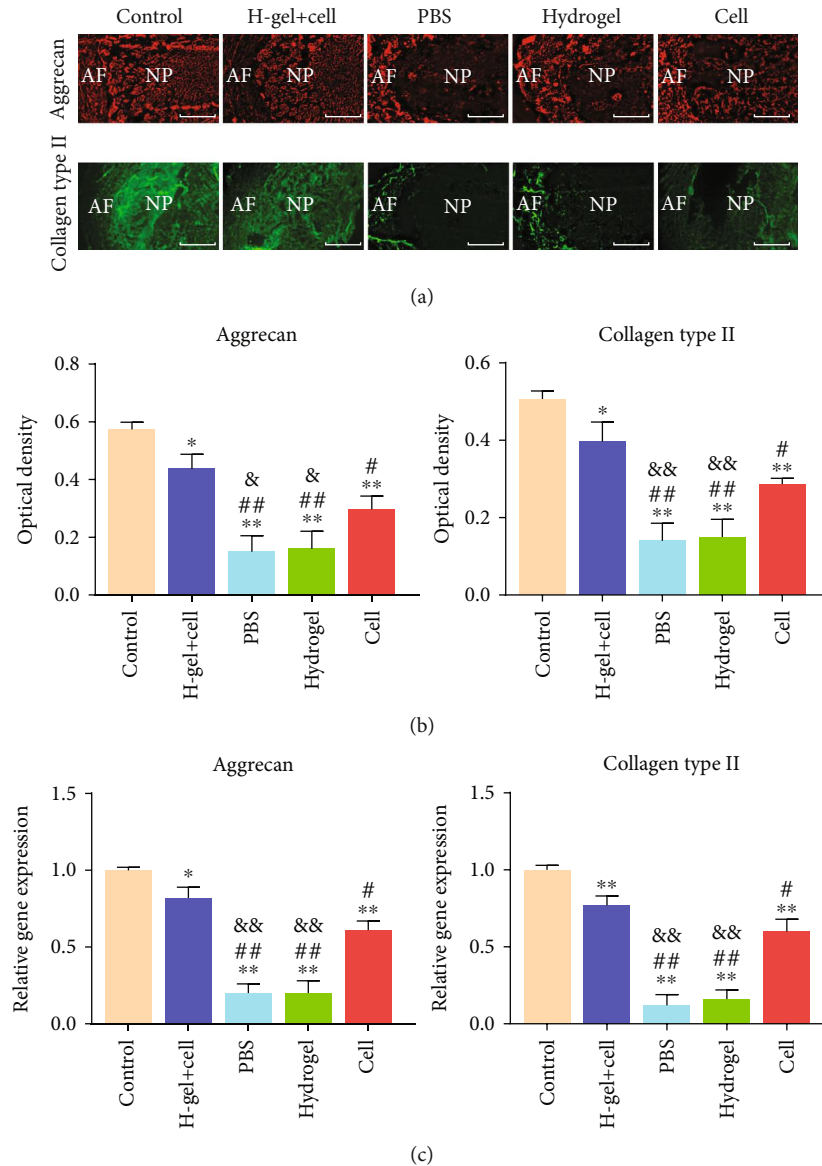 Control H-gel+cell PBS Hydrogel Cell
Aggrecan
AF NP AF NP AF NP AF NP AF NP
Collagen type II
AF NP AF NP AF NP AF NP AF NP
(a)
Aggrecan
Optical density
0.8
0.6
0.4
0.2
0.0
*
&
##
**
&
##
**
#
**
Control H-gel+cell PBS Hydrogel Cell
Collagen type II
Optical density
0.6
0.4
0.2
0.0
*
&&
##
**
&&
##
**
#
**
Control H-gel+cell PBS Hydrogel Cell
(b)
Aggrecan
Relative gene expression
1.5
1.0
0.5
0.0
*
&&
##
**
&&
##
**
#
**
Control H-gel+cell PBS Hydrogel Cell
Collagen type II
Relative gene expression
1.5
1.0
0.5
0.0
**
&&
##
**
&&
##
**
#
**
Control H-gel+cell PBS Hydrogel Cell
(c)